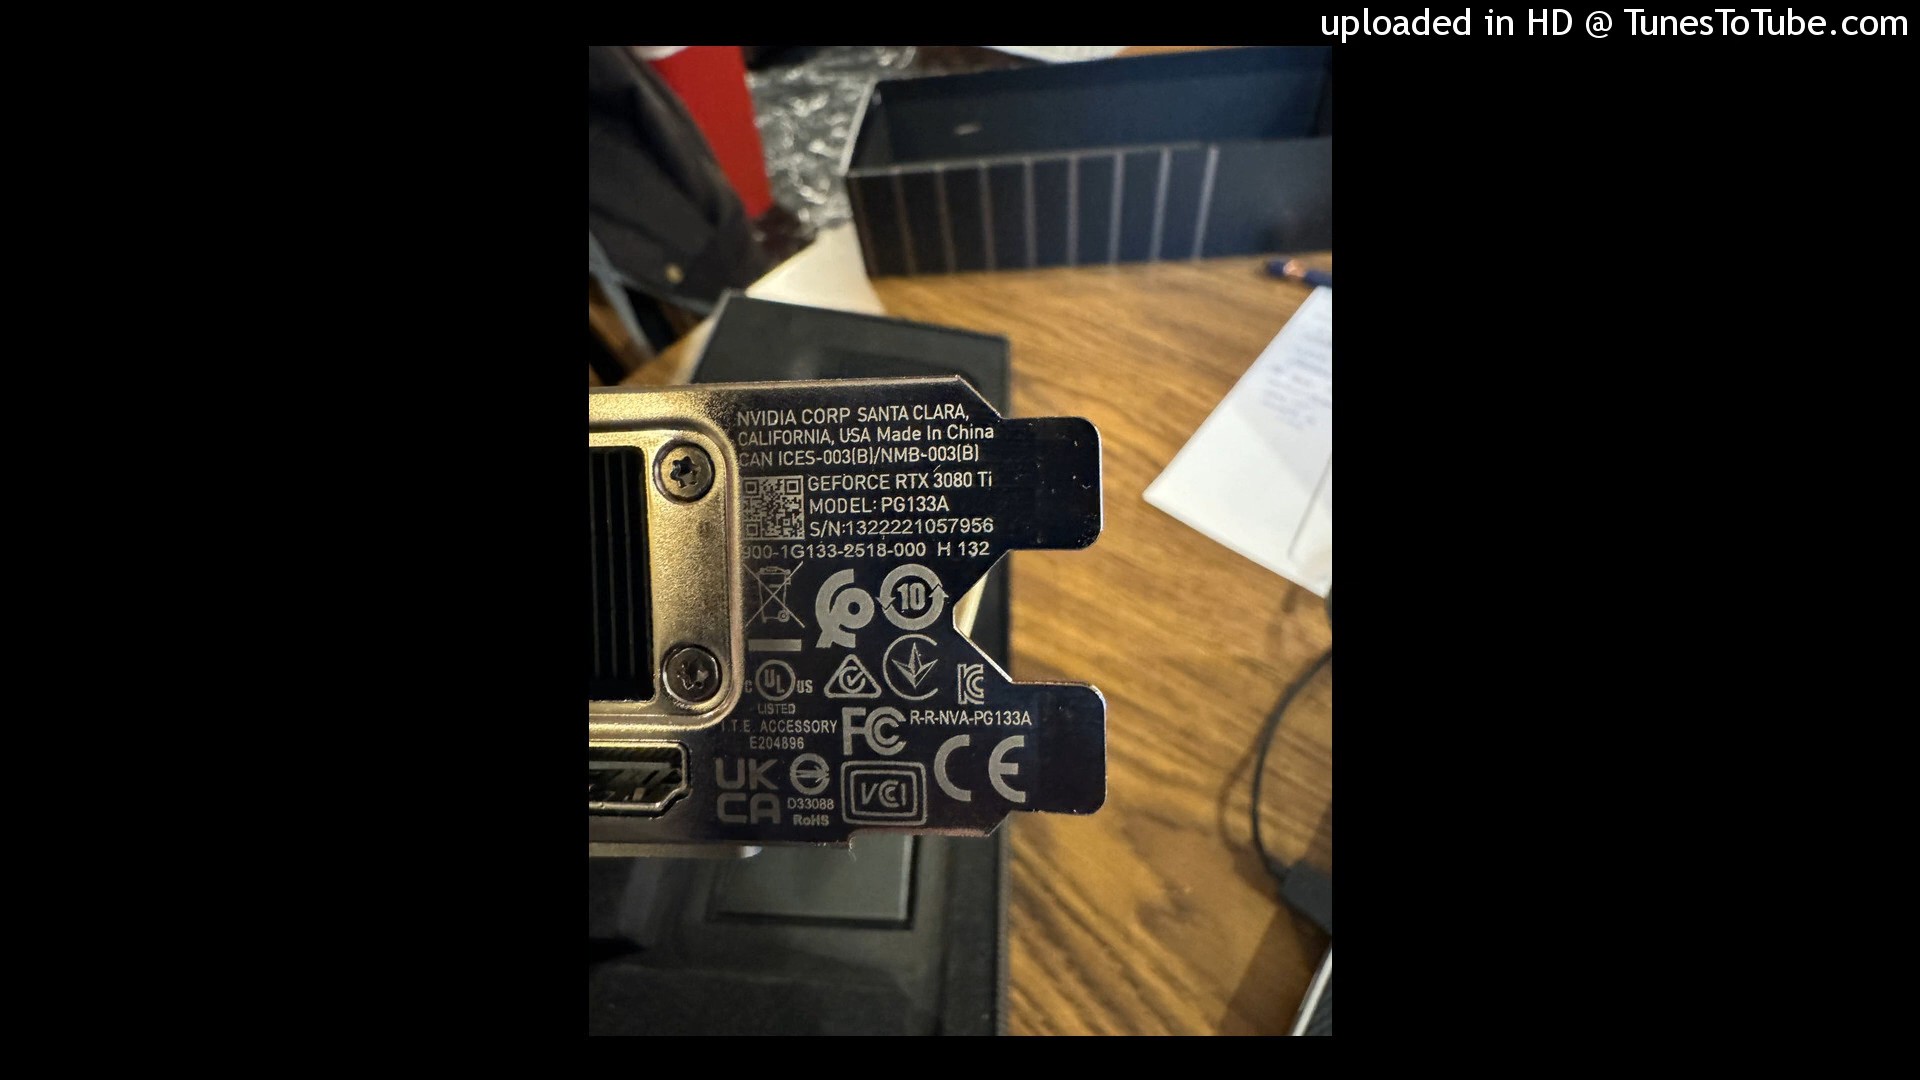 uploaded in HD @ TunesToTube.com
NVIDIA CORP SANTA CLARA,
CALIFORNIA, USA Made In China
CAN ICES-003(B)/NMB-003(B)
GEFORCE RTX 3080 Ti
MODEL: PG133A
S/N:1322221057956
900-1G133-2518-000 H 132
10
C UL US
LISTED
I.T.E. ACCESSORY
E204896
FC
R-R-NVA-PG133A
CE
UK
CA
D33088
RoHS
VCI